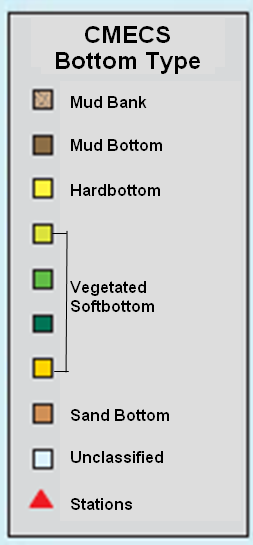 CMECS
Bottom Type
Mud Bank
Mud Bottom
Hardbottom
Vegetated
Softbottom
Sand Bottom
Unclassified
Stations